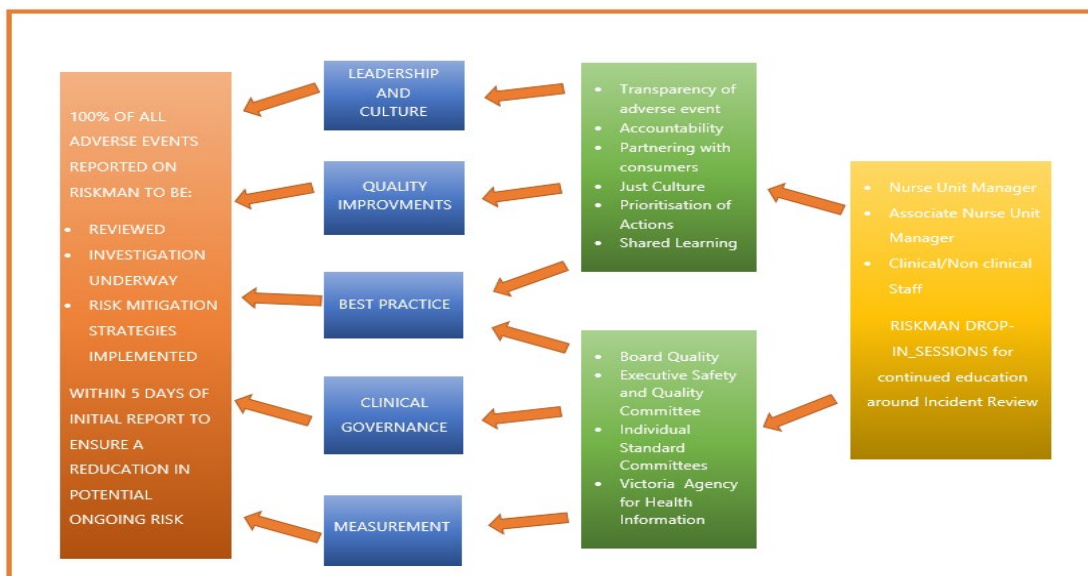 100% OF ALL
ADVERSE EVENTS
REPORTED ON
RISKMAN TO BE:
• REVIEWED
• INVESTIGATION
UNDERWAY
• RISK MITIGATION
STRATEGIES
IMPLEMENTED
WITHIN 5 DAYS OF
INITIAL REPORT TO
ENSURE A
REDUCATION IN
POTENTIAL
ONGOING RISK
LEADERSHIP
AND
CULTURE
QUALITY
IMPROVMENTS
BEST PRACTICE
CLINICAL
GOVERNANCE
MEASUREMENT
• Transparency of
adverse event
• Accountability
• Partnering with
consumers
• Just Culture
• Prioritisation of
Actions
• Shared Learning
• Board Quality
• Executive Safety
and Quality
Committee
• Individual
Standard
Committees
• Victoria Agency
for Health
Information
• Nurse Unit Manager
• Associate Nurse Unit
Manager
• Clinical/Non clinical
Staff
RISKMAN DROP-
IN_SESSIONS for
continued education
around Incident Review